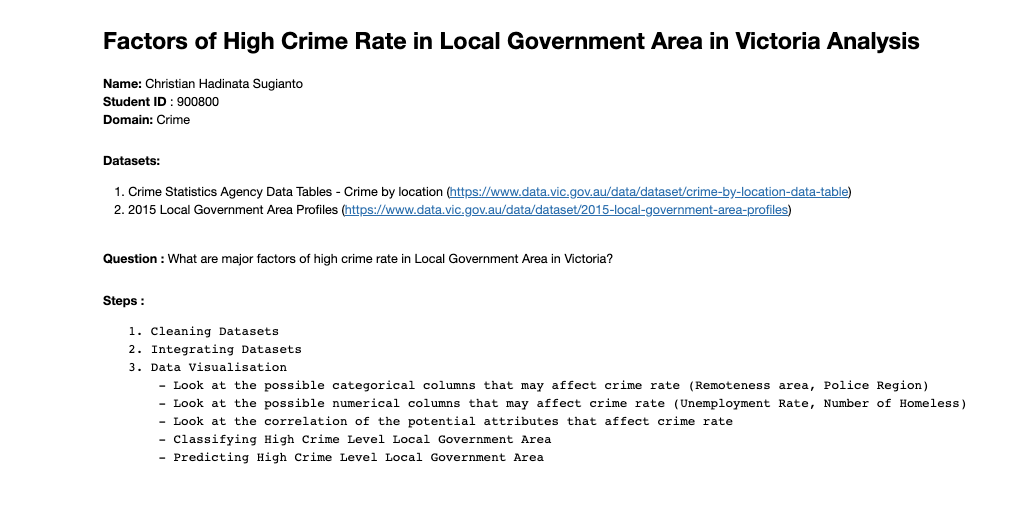 Factors of High Crime Rate in Local Government Area in Victoria Analysis
Name: Christian Hadinata Sugianto
Student ID : 900800
Domain: Crime
Datasets:
1. Crime Statistics Agency Data Tables - Crime by location (https://www.data.vic.gov.au/data/dataset/crime-by-location-data-table)
2. 2015 Local Government Area Profiles (https://www.data.vic.gov.au/data/dataset/2015-local-government-area-profiles)
Question : What are major factors of high crime rate in Local Government Area in Victoria?
Steps :
1. Cleaning Datasets
2. Integrating Datasets
3. Data Visualisation
- Look at the possible categorical columns that may affect crime rate (Remoteness area, Police Region)
- Look at the possible numerical columns that may affect crime rate (Unemployment Rate, Number of Homeless)
- Look at the correlation of the potential attributes that affect crime rate
- Classifying High Crime Level Local Government Area
- Predicting High Crime Level Local Government Area